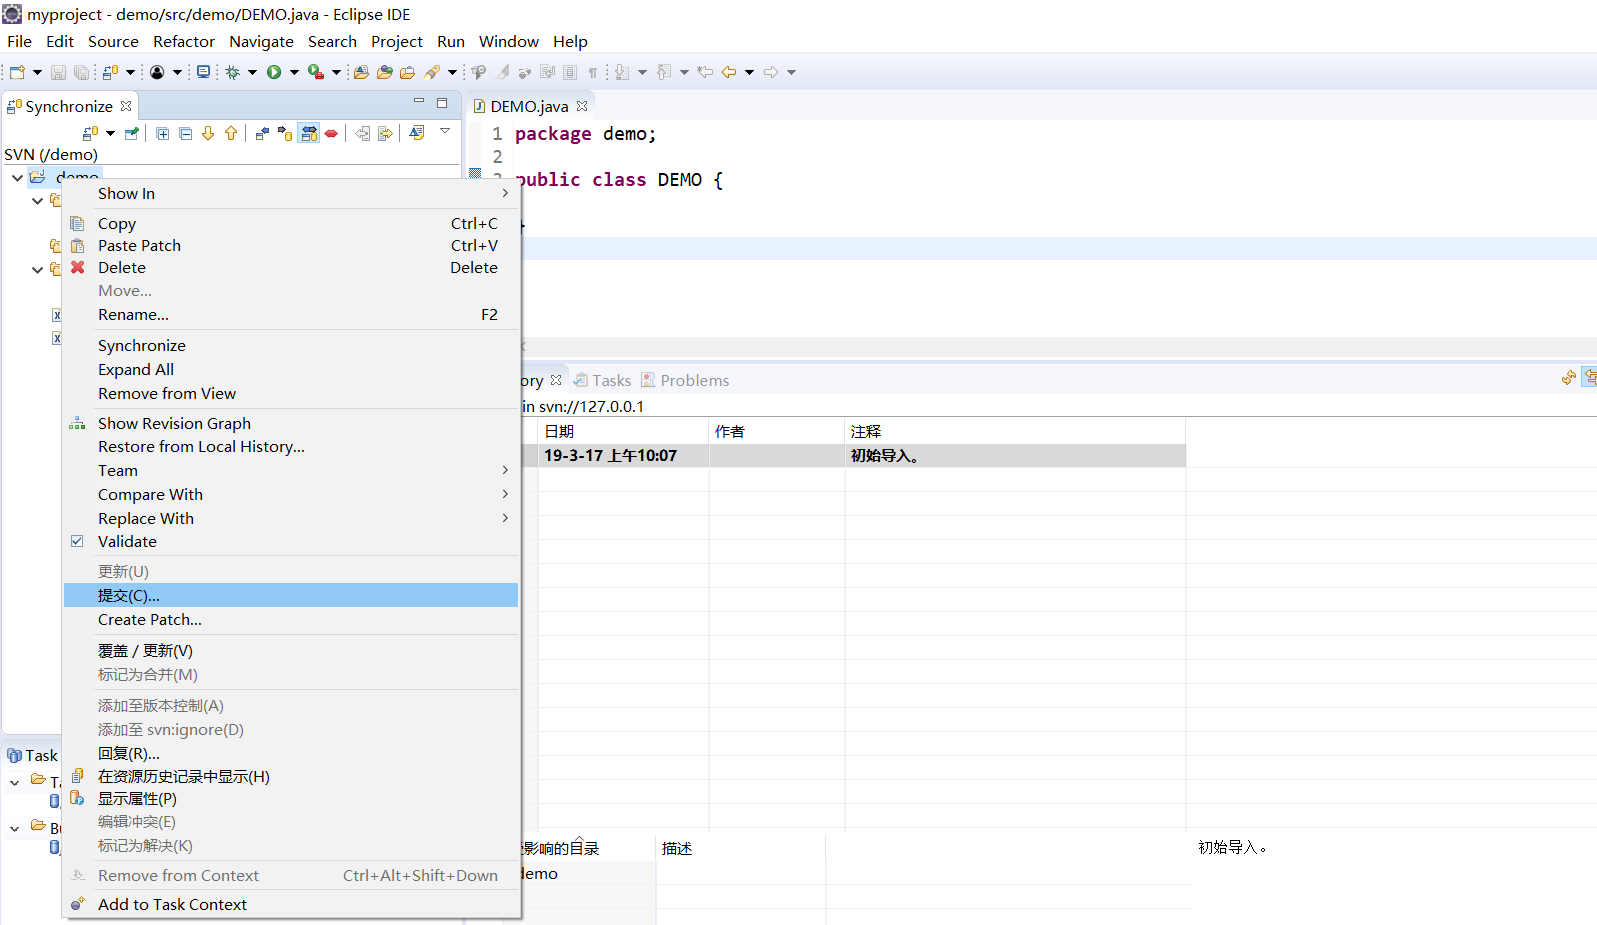 myproject - demo/src/demo/DEMO.java - Eclipse IDE
File Edit Source Refactor Navigate Search Project Run Window Help
Synchronize
DEMO.java
SVN (/demo)
demo
1 package demo;
2
3 public class DEMO {
}
Show In
Copy Ctrl+C
Paste Patch Ctrl+V
Delete Delete
Move...
Rename... F2
Synchronize
Expand All
Remove from View
Show Revision Graph
Restore from Local History...
Team
Compare With
Replace With
Validate
更新(U)
提交(C)...
Create Patch...
覆盖 / 更新(V)
标记为合并(M)
添加至版本控制(A)
添加至 svn:ignore(D)
回复(R)...
在资源历史记录中显示(H)
显示属性(P)
编辑冲突(E)
标记为解决(K)
Remove from Context Ctrl+Alt+Shift+Down
Add to Task Context
ory Tasks Problems
in svn://127.0.0.1
日期 作者 注释
19-3-17 上午10:07 初始导入。
Task
影响的目录 描述
demo
初始导入。